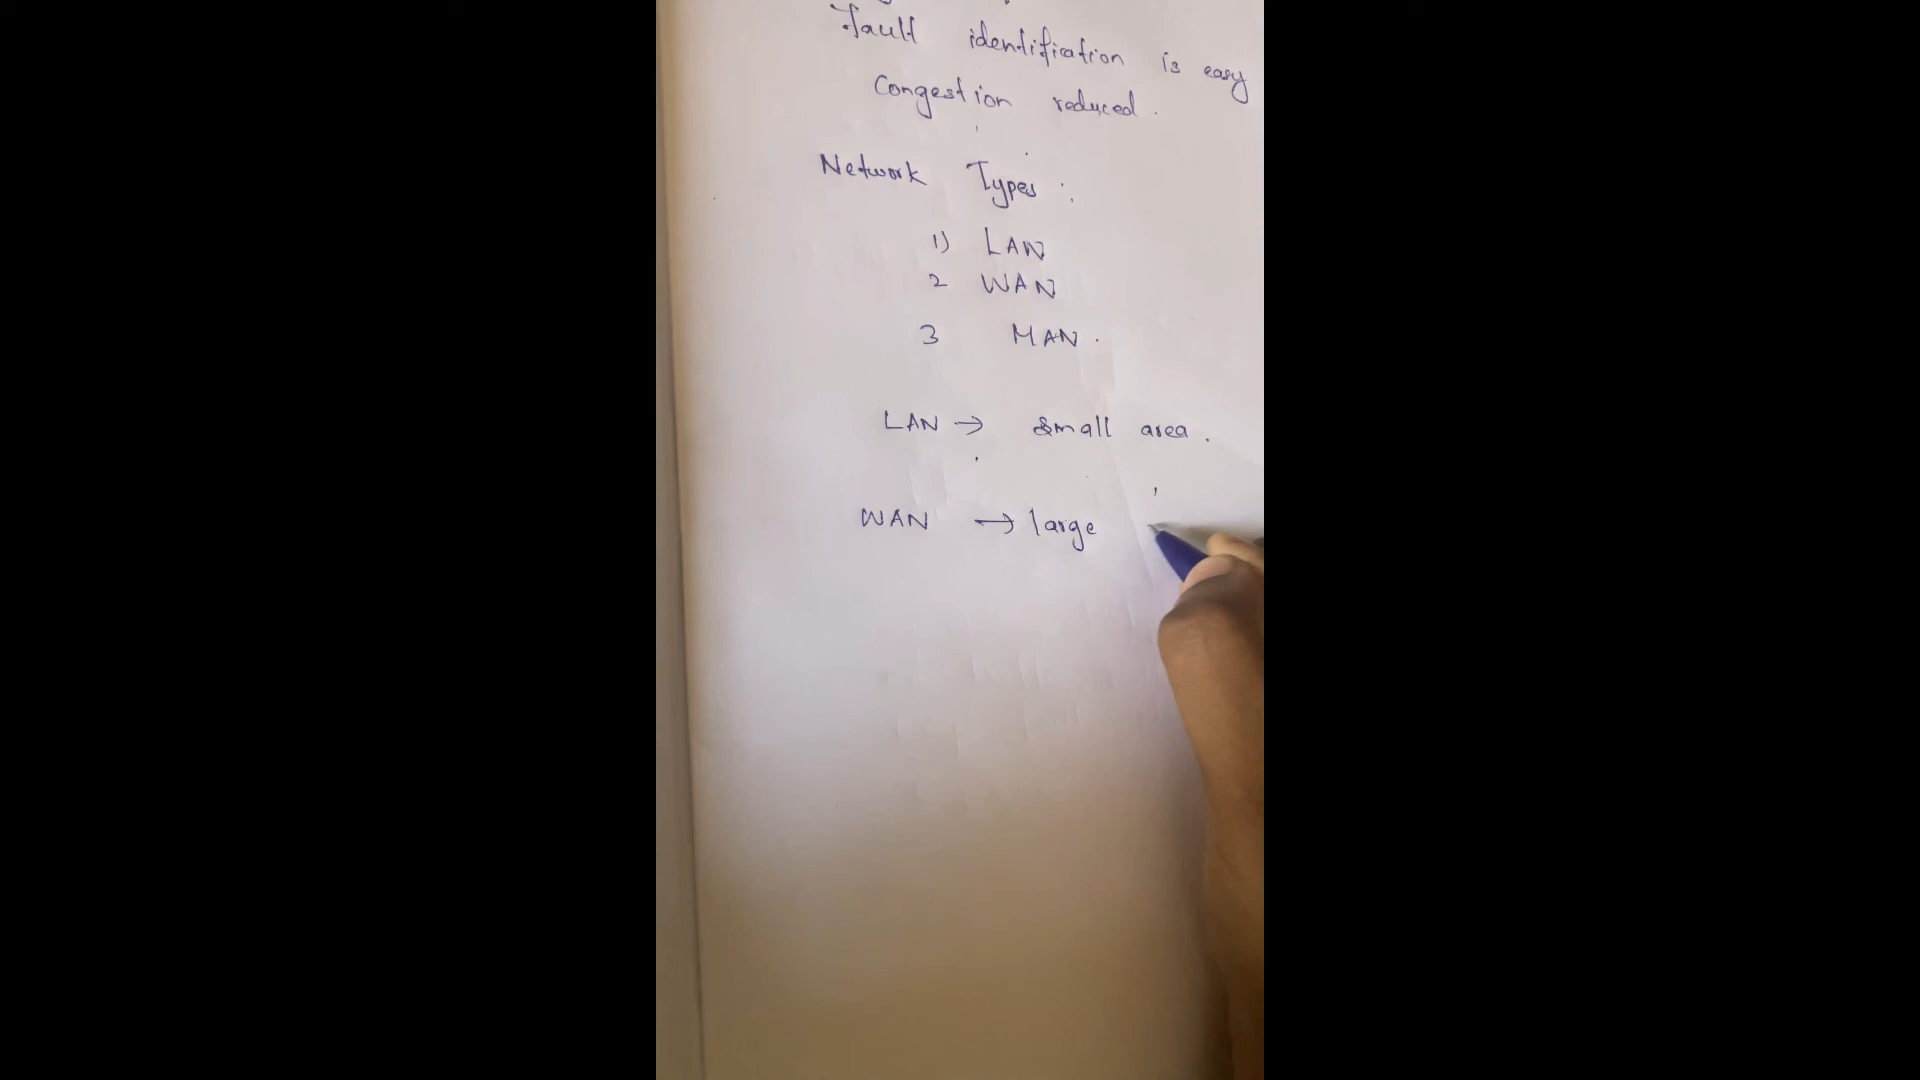 Fault identification is easy
Congestion reduced.
Network Types:
1) LAN
2 WAN
3 MAN.
LAN → Small area.
WAN → large